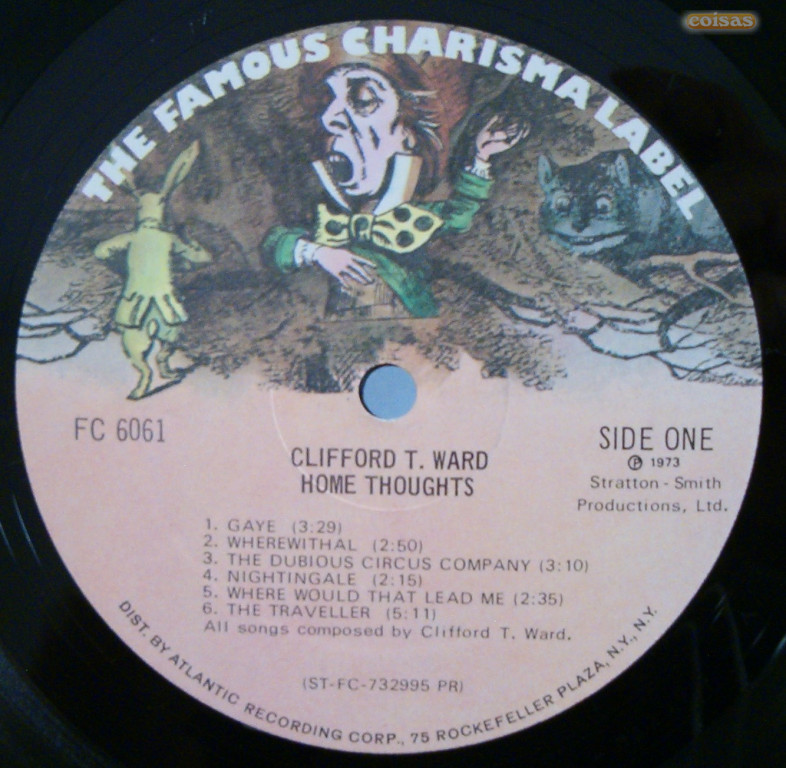 coisas
THE FAMOUS CHARISMA LABEL
FC 6061
SIDE ONE
℗ 1973
Stratton-Smith
Productions, Ltd.
CLIFFORD T. WARD
HOME THOUGHTS
1. GAYE (3:29)
2. WHEREWITHAL (2:50)
3. THE DUBIOUS CIRCUS COMPANY (3:10)
4. NIGHTINGALE (2:15)
5. WHERE WOULD THAT LEAD ME (2:35)
6. THE TRAVELLER (5:11)
All songs composed by Clifford T. Ward.
(ST-FC-732995 PR)
DIST. BY ATLANTIC RECORDING CORP., 75 ROCKEFELLER PLAZA, N.Y., N.Y.